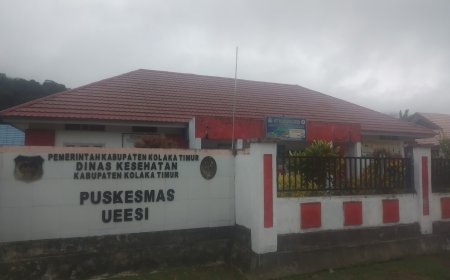 PEMERINTAH KABUPATEN KOLAKA TIMUR
DINAS KESEHATAN
KABUPATEN KOLAKA TIMUR
PUSKESMAS
UEESI